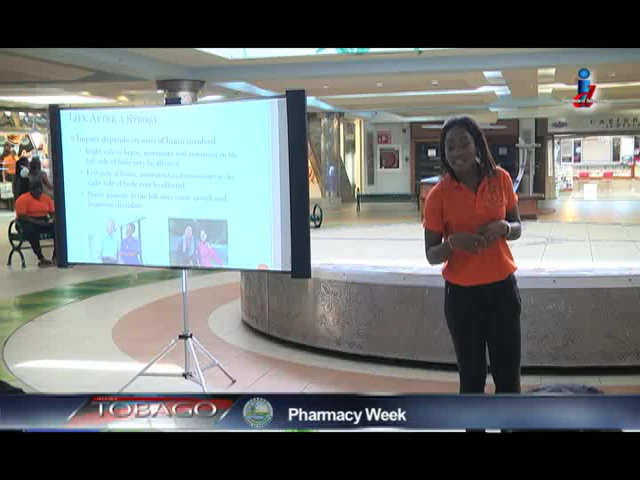 LIFE AFTER A STROKE
Impact depends on area of brain involved
Right side of brain, movement and sensation on the
left side of body may be affected
Left side of brain, movement and sensation on the
right side of body may be affected
damage in the left may cause speech and
language disorders
CARIB
TOBAGO
Pharmacy Week